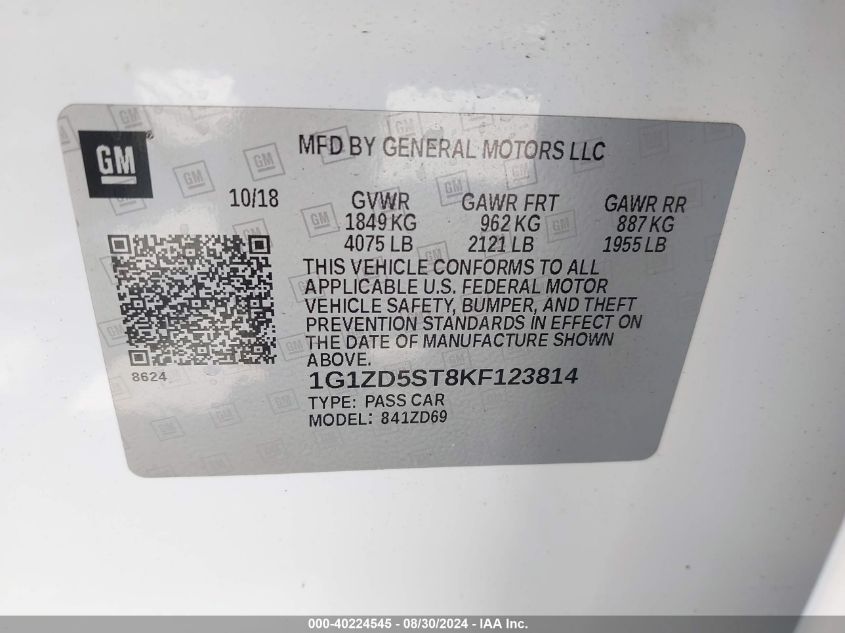 GM
MFD BY GENERAL MOTORS LLC
10/18 GVWR GAWR FRT GAWR RR
1849 KG 962 KG 887 KG
4075 LB 2121 LB 1955 LB
THIS VEHICLE CONFORMS TO ALL
APPLICABLE U.S. FEDERAL MOTOR
VEHICLE SAFETY, BUMPER, AND THEFT
PREVENTION STANDARDS IN EFFECT ON
THE DATE OF MANUFACTURE SHOWN
ABOVE.
8624
1G1ZD5ST8KF123814
TYPE: PASS CAR
MODEL: 841ZD69
000-40224545 - 08/30/2024 - IAA Inc.